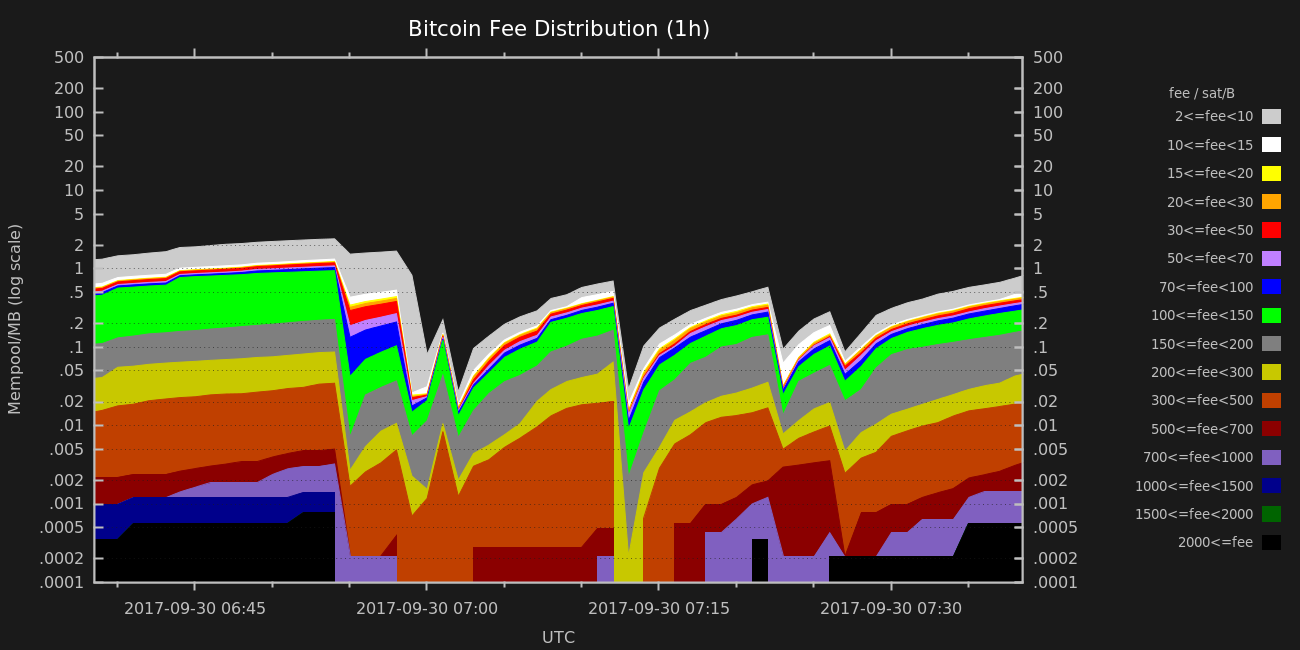 Bitcoin Fee Distribution (1h)
Mempool/MB (log scale)
500
200
100
50
20
10
5
2
1
.5
.2
.1
.05
.02
.01
.005
.002
.001
.0005
.0002
.0001
500
200
100
50
20
10
5
2
1
.5
.2
.1
.05
.02
.01
.005
.002
.001
.0005
.0002
.0001
fee / sat/B
2<=fee<10
10<=fee<15
15<=fee<20
20<=fee<30
30<=fee<50
50<=fee<70
70<=fee<100
100<=fee<150
150<=fee<200
200<=fee<300
300<=fee<500
500<=fee<700
700<=fee<1000
1000<=fee<1500
1500<=fee<2000
2000<=fee
2017-09-30 06:45
2017-09-30 07:00
2017-09-30 07:15
2017-09-30 07:30
UTC